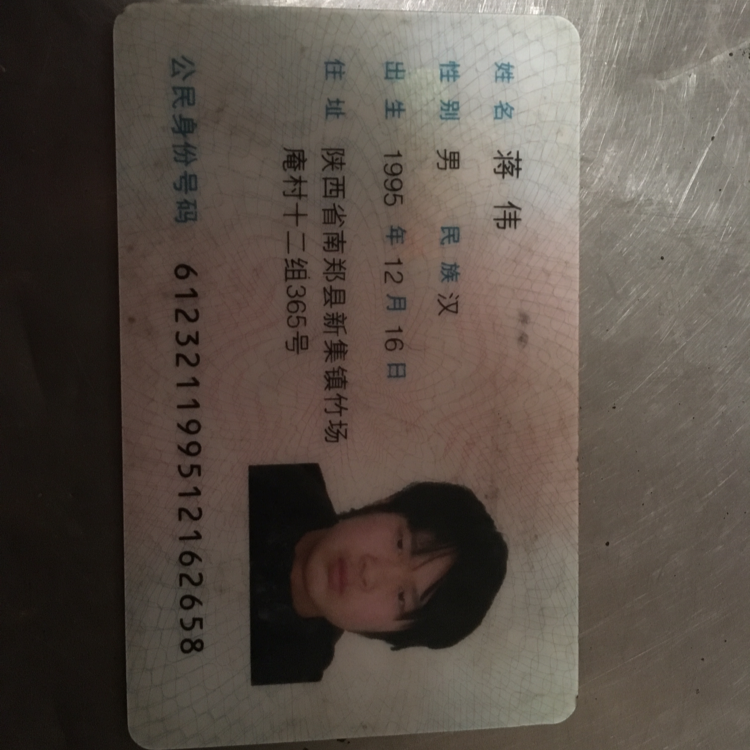 姓名 蒋伟
性别 男 民族 汉
出生 1995 年 12 月 16 日
住址 陕西省南郑县新集镇竹场
庵村十二组365号
公民身份号码 612321199512162658